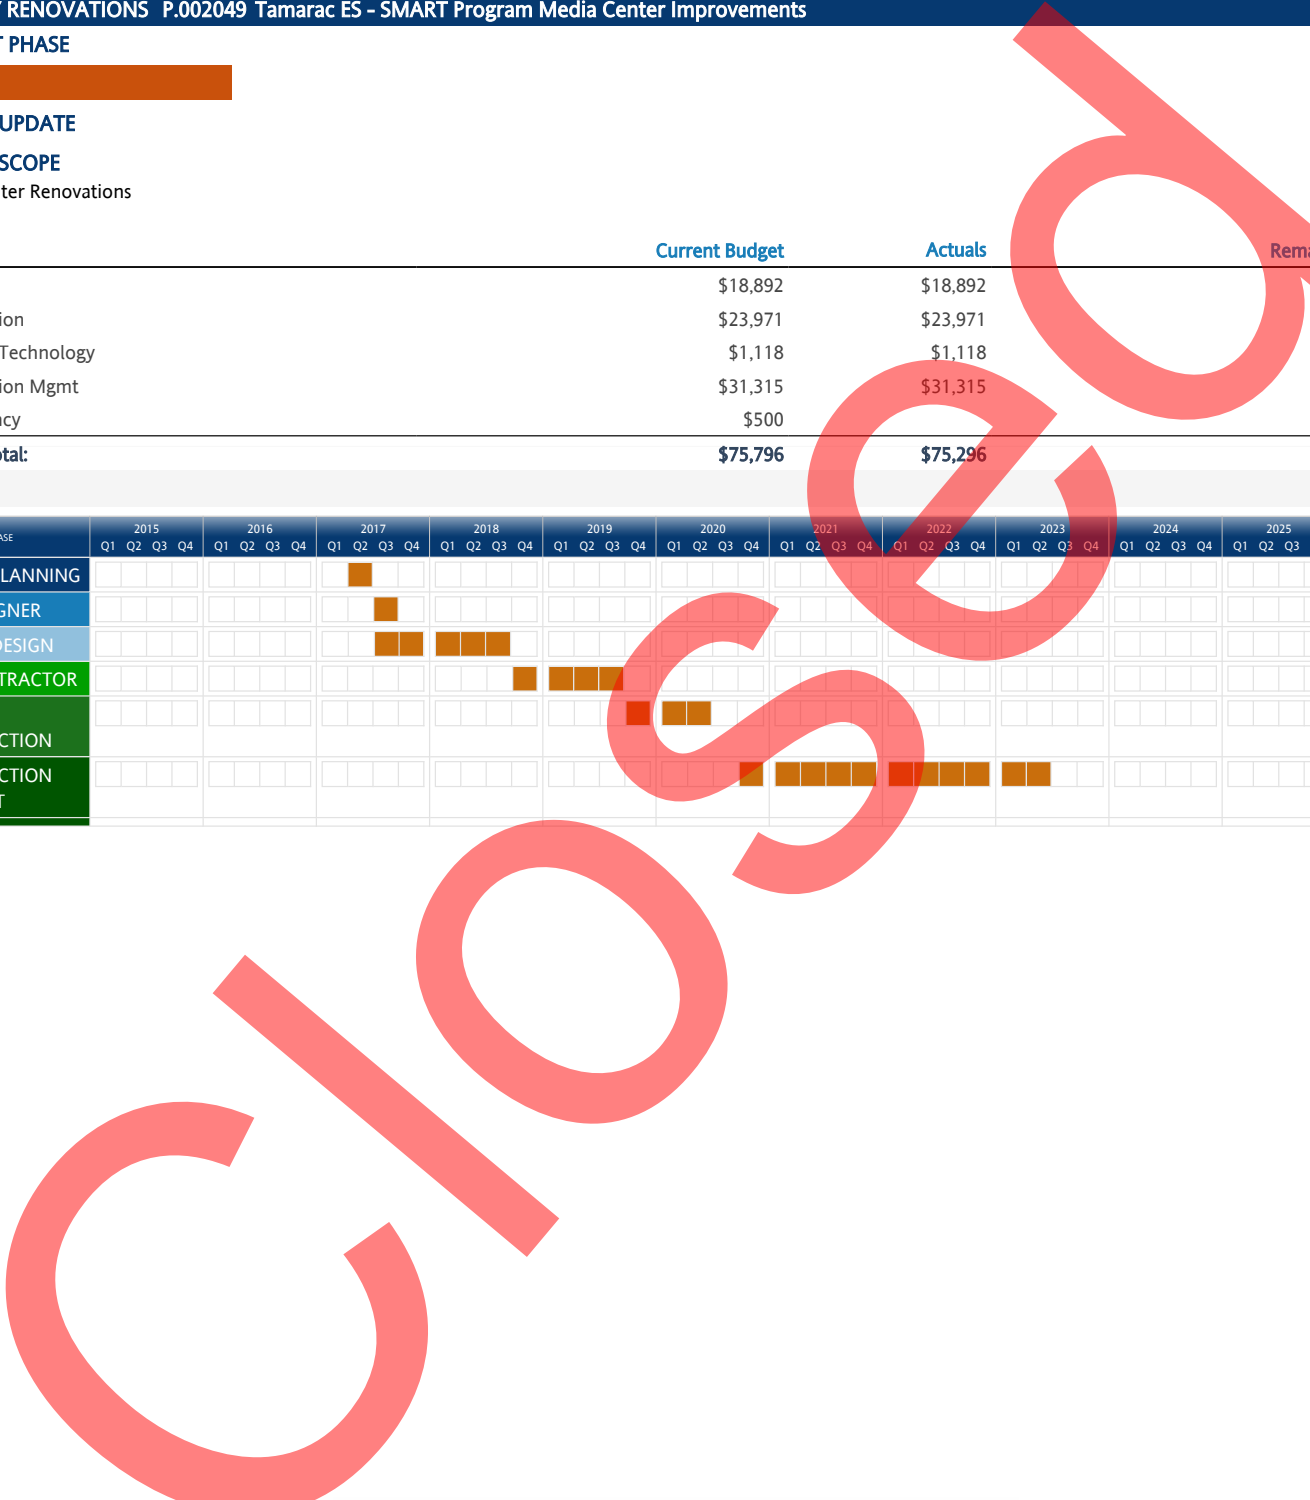 RENOVATIONS P.002049 Tamarac ES - SMART Program Media Center Improvements
T PHASE
UPDATE
SCOPE
ter Renovations
Current Budget Actuals Rema
$18,892 $18,892
ion $23,971 $23,971
Technology $1,118 $1,118
ion Mgmt $31,315 $31,315
cy $500
otal: $75,796 $75,296
2015 2016 2017 2018 2019 2020 2021 2022 2023 2024 2025
ASE Q1 Q2 Q3 Q4 Q1 Q2 Q3 Q4 Q1 Q2 Q3 Q4 Q1 Q2 Q3 Q4 Q1 Q2 Q3 Q4 Q1 Q2 Q3 Q4 Q1 Q2 Q3 Q4 Q1 Q2 Q3 Q4 Q1 Q2 Q3 Q4 Q1 Q2 Q3 Q4 Q1 Q2 Q3
LANNING
GNER
DESIGN
TRACTOR
CTION
CTION
T
Closed